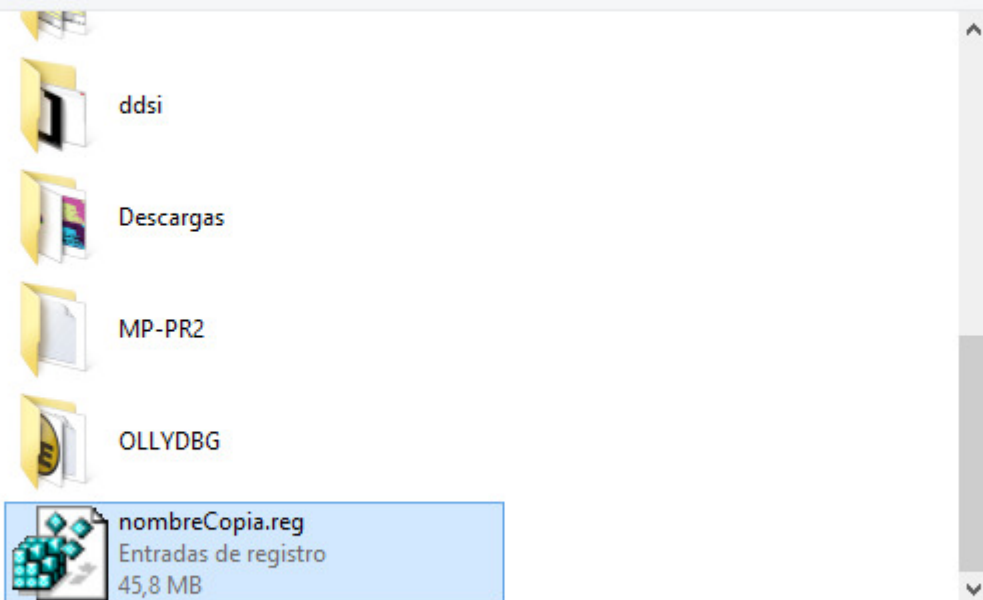 ddsi
Descargas
MP-PR2
OLLYDBG
nombreCopia.reg
Entradas de registro
45,8 MB